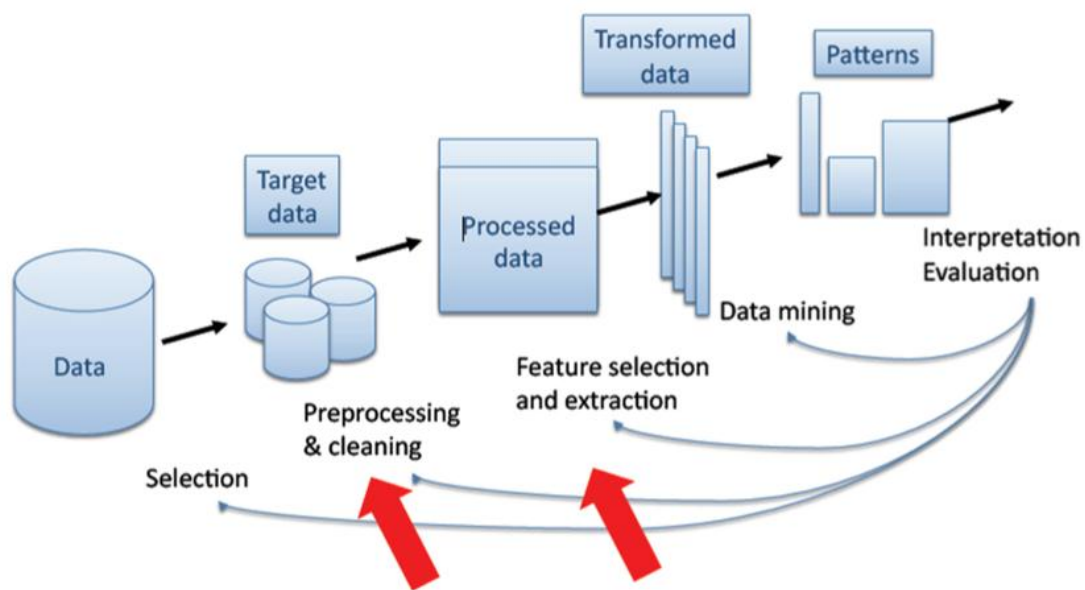 Transformed
data
Patterns
Target
data
Processed
data
Data
Interpretation
Evaluation
Data mining
Feature selection
and extraction
Preprocessing
& cleaning
Selection